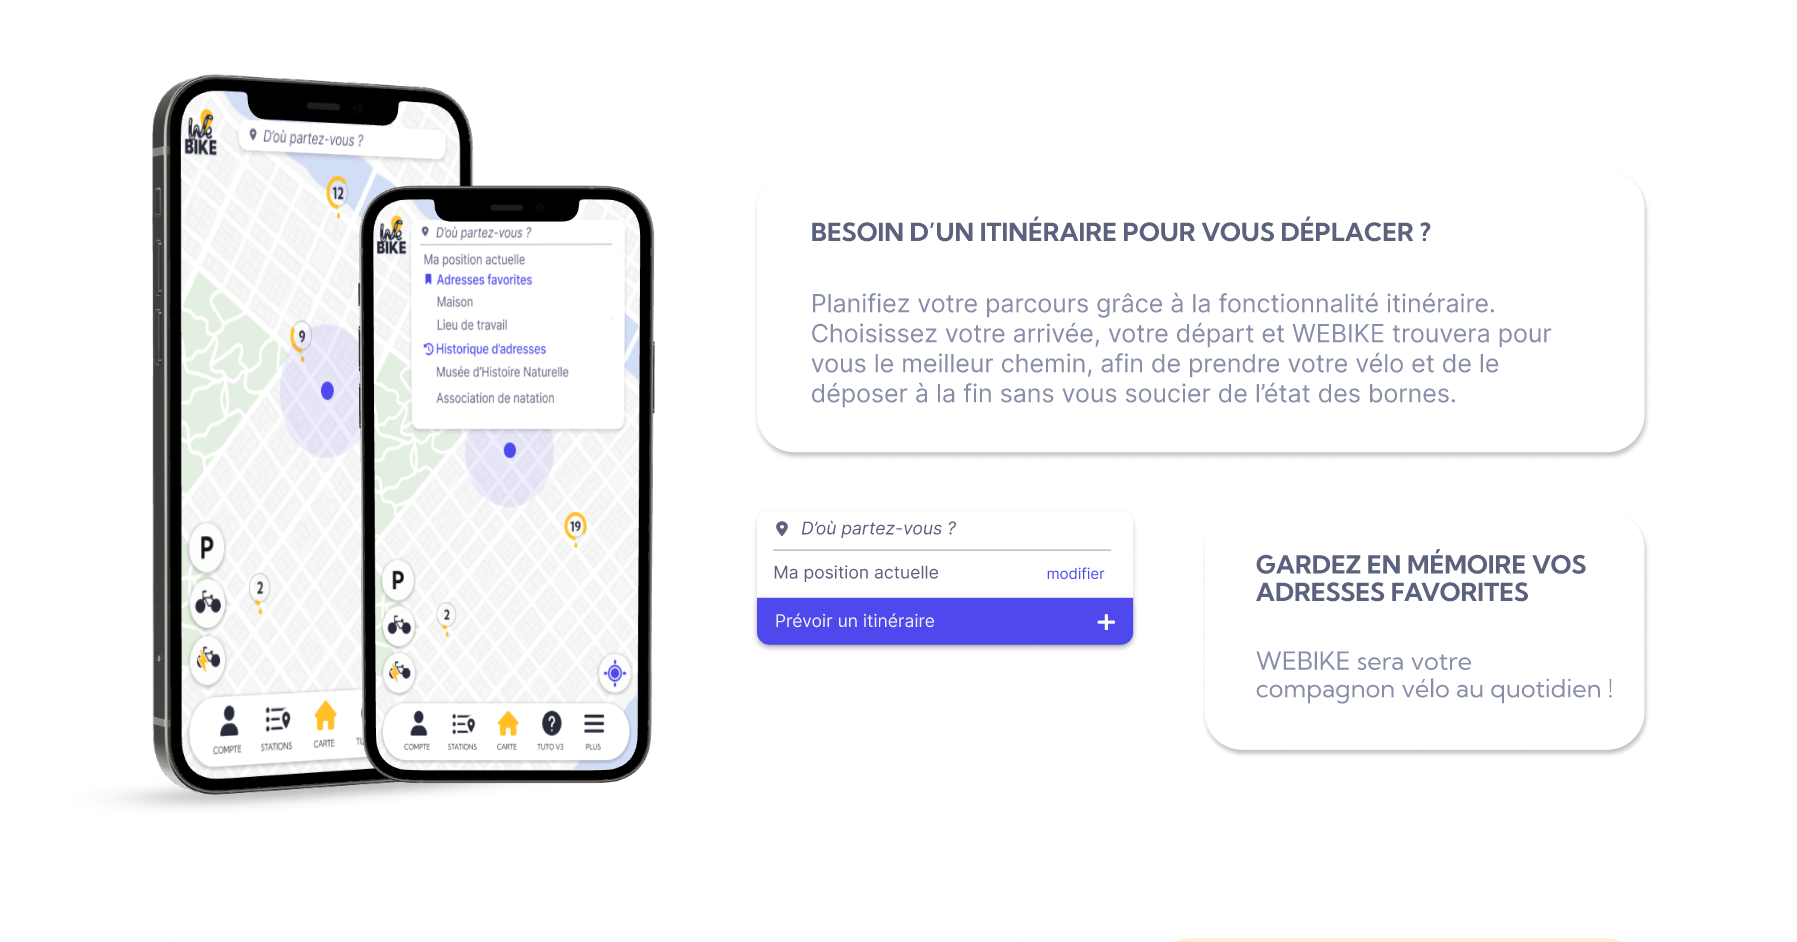 We
BIKE
D'où partez-vous ?
12
9
P
2
COMPTE
STATIONS
CARTE
We
BIKE
D'où partez-vous ?
Ma position actuelle
Adresses favorites
Maison
Lieu de travail
Historique d'adresses
Musée d'Histoire Naturelle
Association de natation
19
P
2
COMPTE
STATIONS
CARTE
TUTO V3
PLUS
BESOIN D’UN ITINÉRAIRE POUR VOUS DÉPLACER ?
Planifiez votre parcours grâce à la fonctionnalité itinéraire.
Choisissez votre arrivée, votre départ et WEBIKE trouvera pour
vous le meilleur chemin, afin de prendre votre vélo et de le
déposer à la fin sans vous soucier de l’état des bornes.
D’où partez-vous ?
Ma position actuelle modifier
Prévoir un itinéraire
GARDEZ EN MÉMOIRE VOS
ADRESSES FAVORITES
WEBIKE sera votre
compagnon vélo au quotidien !